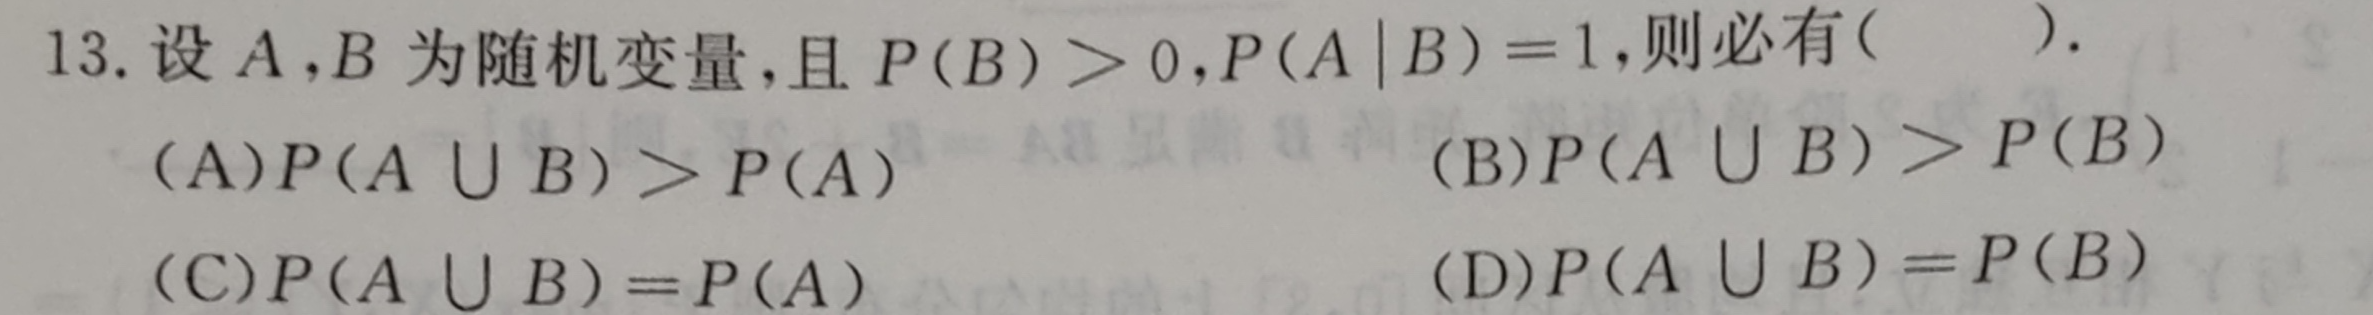 13. 设 A,B 为随机变量,且 P(B) > 0,P(A|B)=1,则必有(    ).
(A)P(A ∪ B) > P(A)    (B)P(A ∪ B) > P(B)
(C)P(A ∪ B)=P(A)    (D)P(A ∪ B)=P(B)